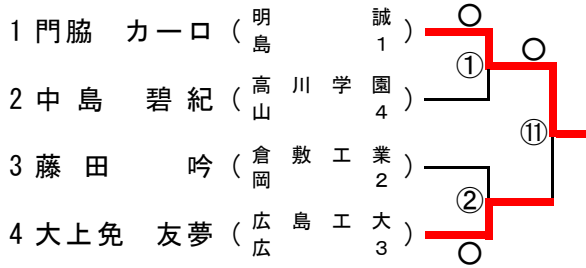 1 門脇 カーロ ( 明 誠 島 1 )
①
2 中島 碧紀 ( 高川学園 山 4 )
⑪
3 藤田 吟 ( 倉敷工業 岡 2 )
②
4 大上免 友夢 ( 広島工大 広 3 )